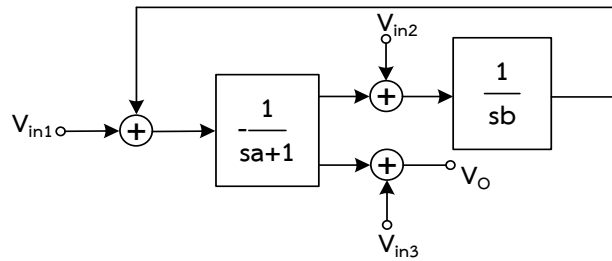 V_in2
1
sb
V_in1
+
-1
sa+1
+
+
V_O
V_in3